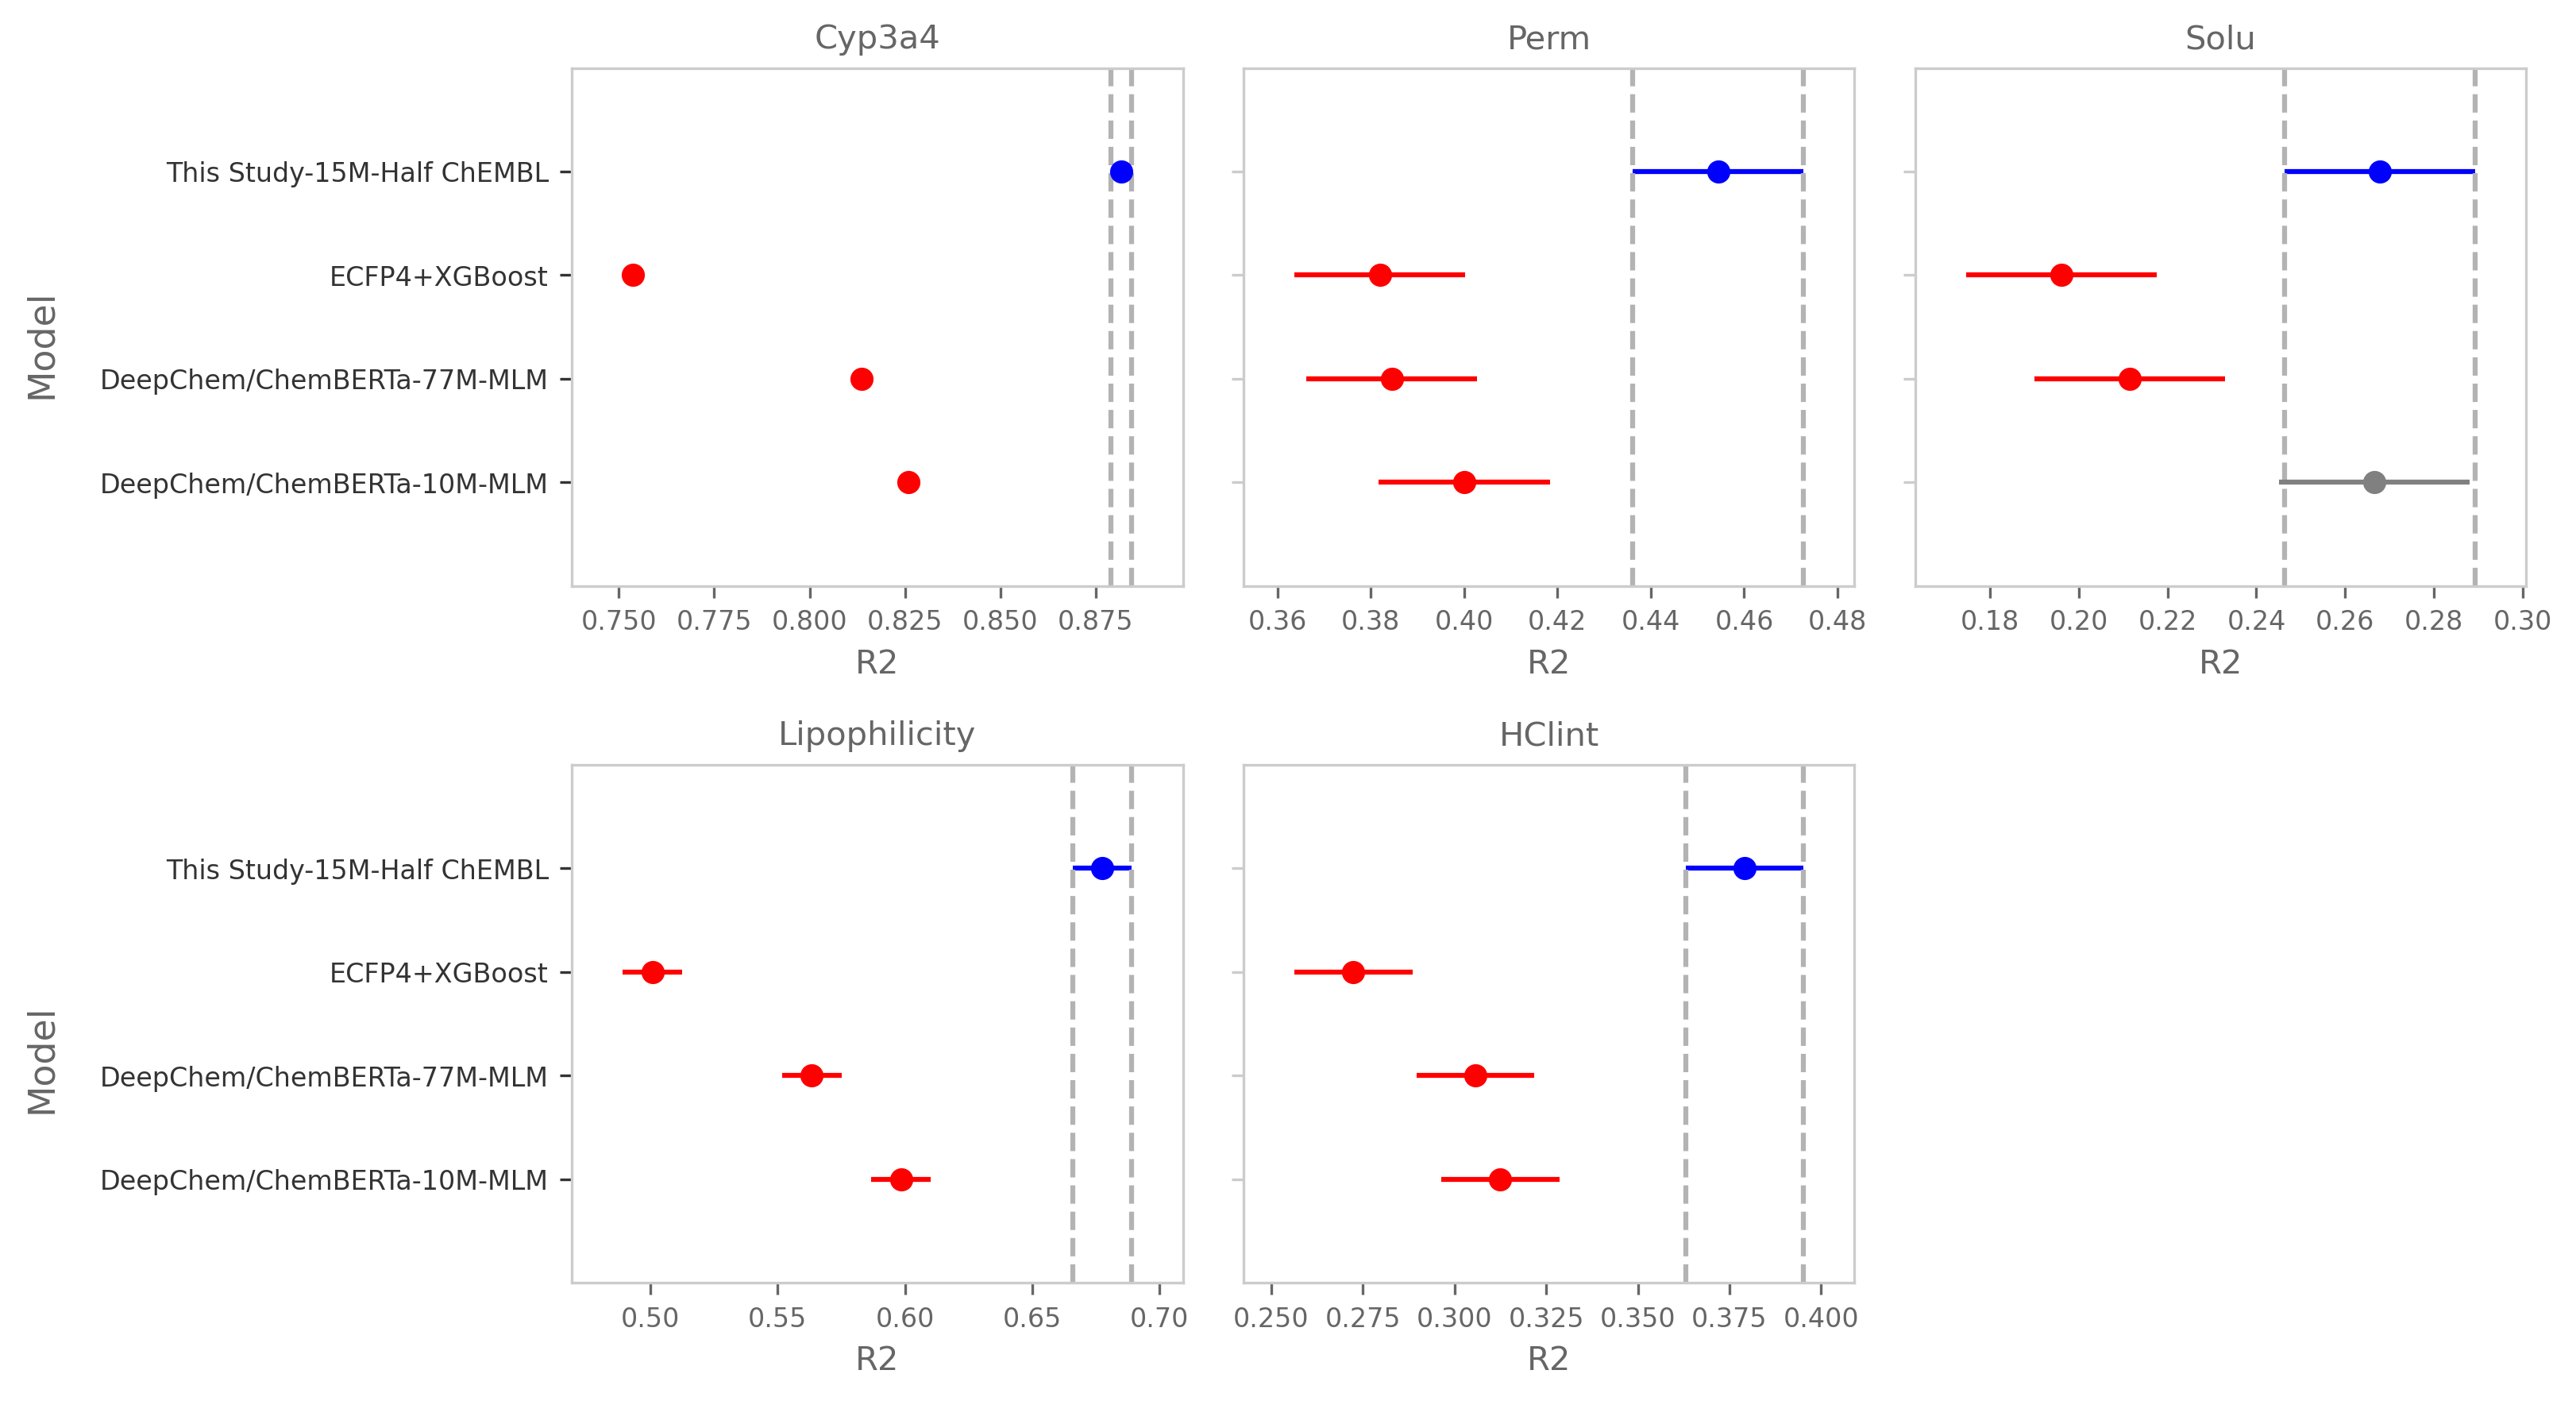 Cyp3a4
Perm
Solu
Model
This Study-15M-Half ChEMBL
ECFP4+XGBoost
DeepChem/ChemBERTa-77M-MLM
DeepChem/ChemBERTa-10M-MLM
0.750 0.775 0.800 0.825 0.850 0.875
0.36 0.38 0.40 0.42 0.44 0.46 0.48
0.18 0.20 0.22 0.24 0.26 0.28 0.30
R2
R2
R2
Lipophilicity
HClint
Model
This Study-15M-Half ChEMBL
ECFP4+XGBoost
DeepChem/ChemBERTa-77M-MLM
DeepChem/ChemBERTa-10M-MLM
0.50 0.55 0.60 0.65 0.70
0.250 0.275 0.300 0.325 0.350 0.375 0.400
R2
R2